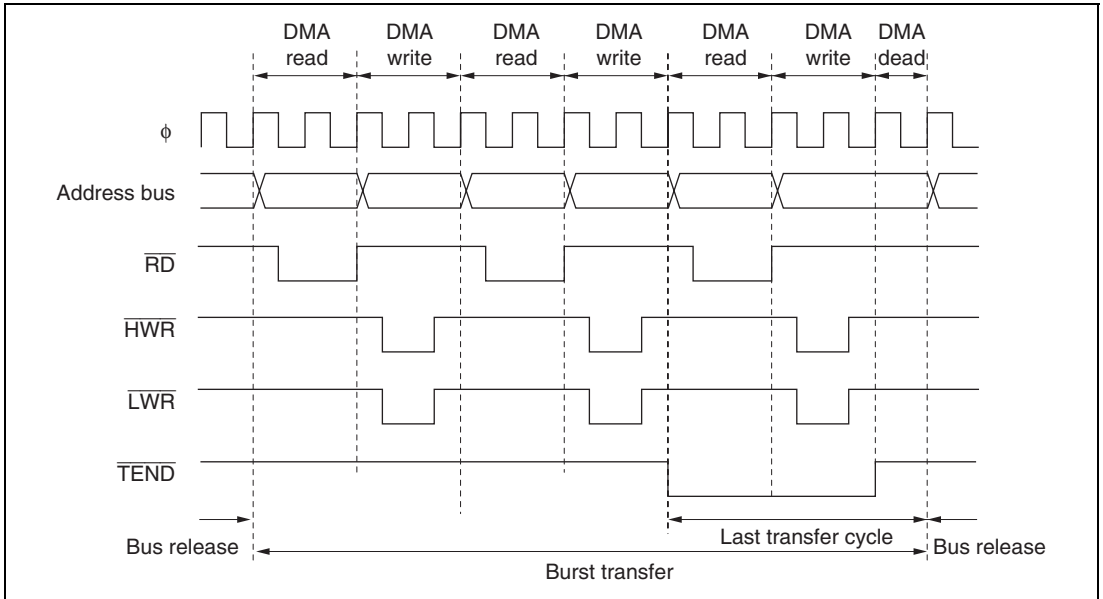 DMA read
DMA write
DMA read
DMA write
DMA read
DMA write
DMA dead
φ
Address bus
RD
HWR
LWR
TEND
Last transfer cycle
Bus release
Bus release
Burst transfer